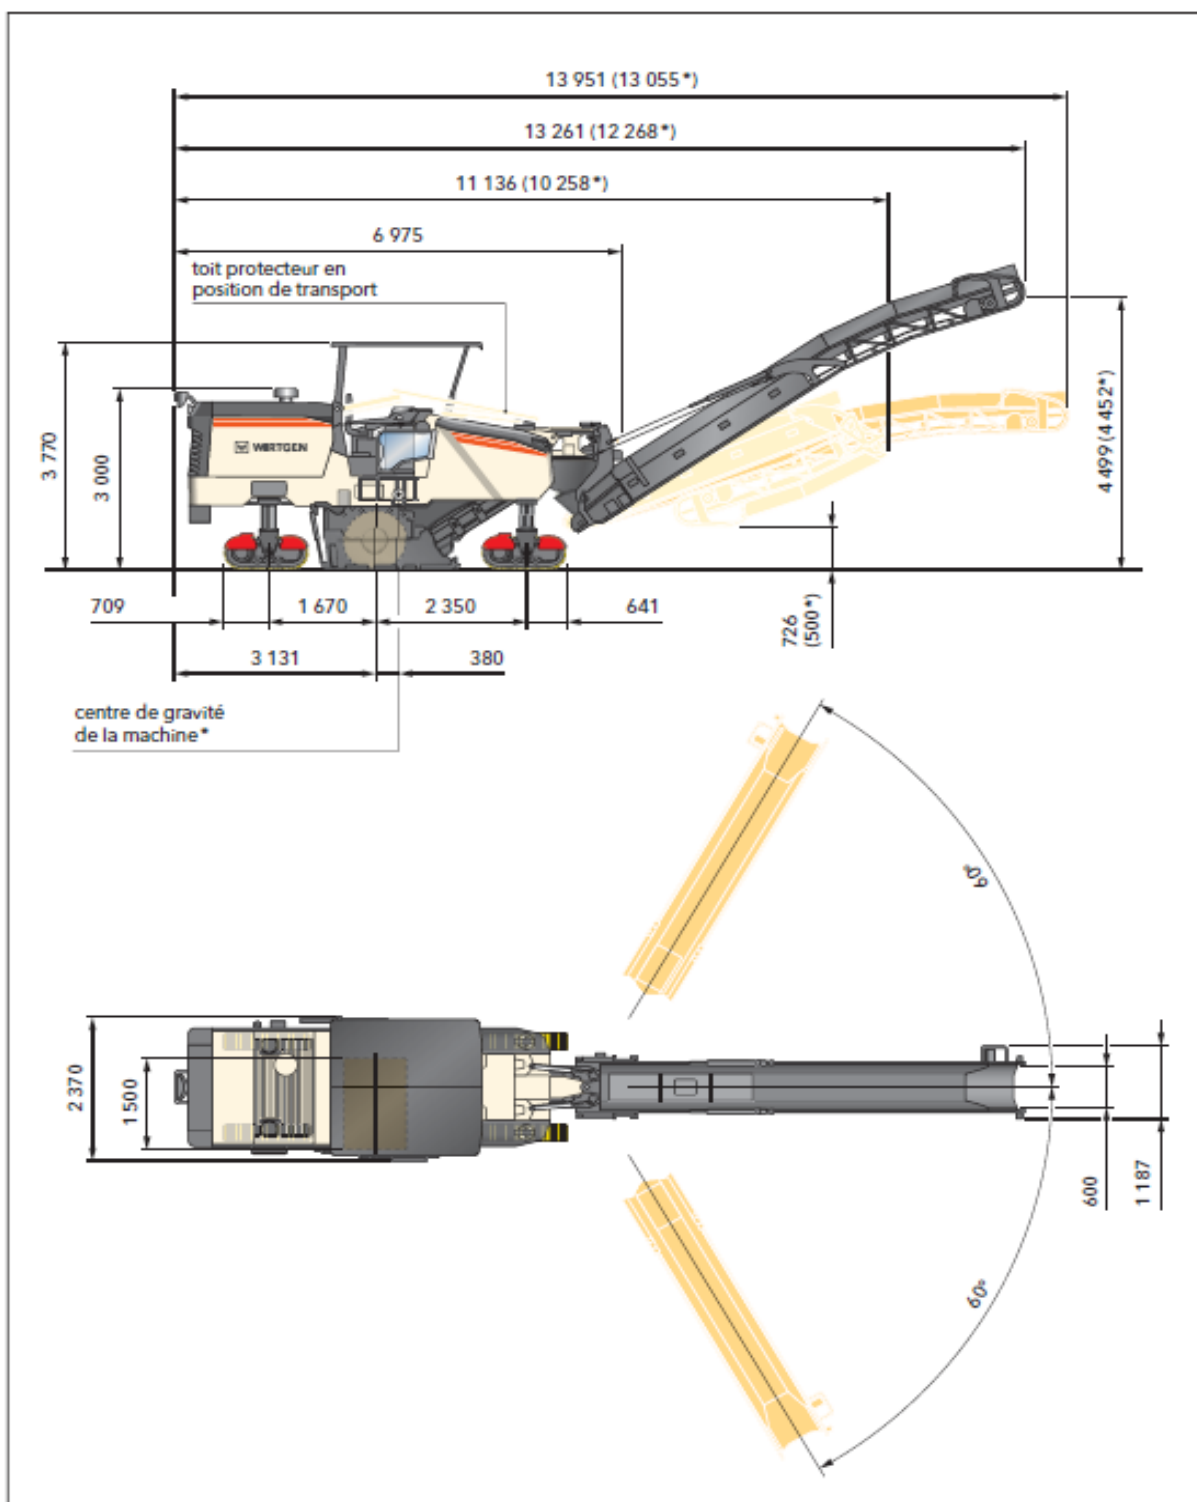 13 951 (13 055*)
13 261 (12 268*)
11 136 (10 258*)
6 975
toit protecteur en
position de transport
3 770
3 000
WIRTGEN
4 499 (4 452*)
709
1 670
2 350
641
726
(500*)
3 131
380
centre de gravité
de la machine*
60°
2 370
1 500
600
1 187
60°